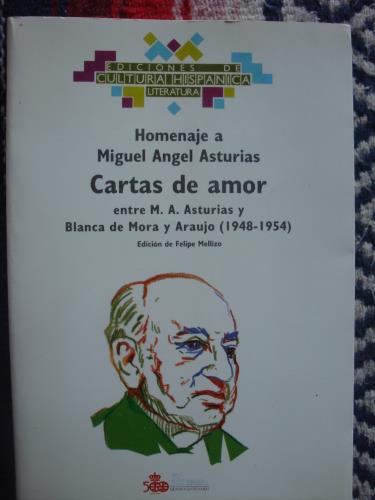 EDICIONES DE
CULTURA HISPANICA
LITERATURA
Homenaje a
Miguel Angel Asturias
Cartas de amor
entre M. A. Asturias y
Blanca de Mora y Araujo (1948-1954)
Edición de Felipe Mellizo